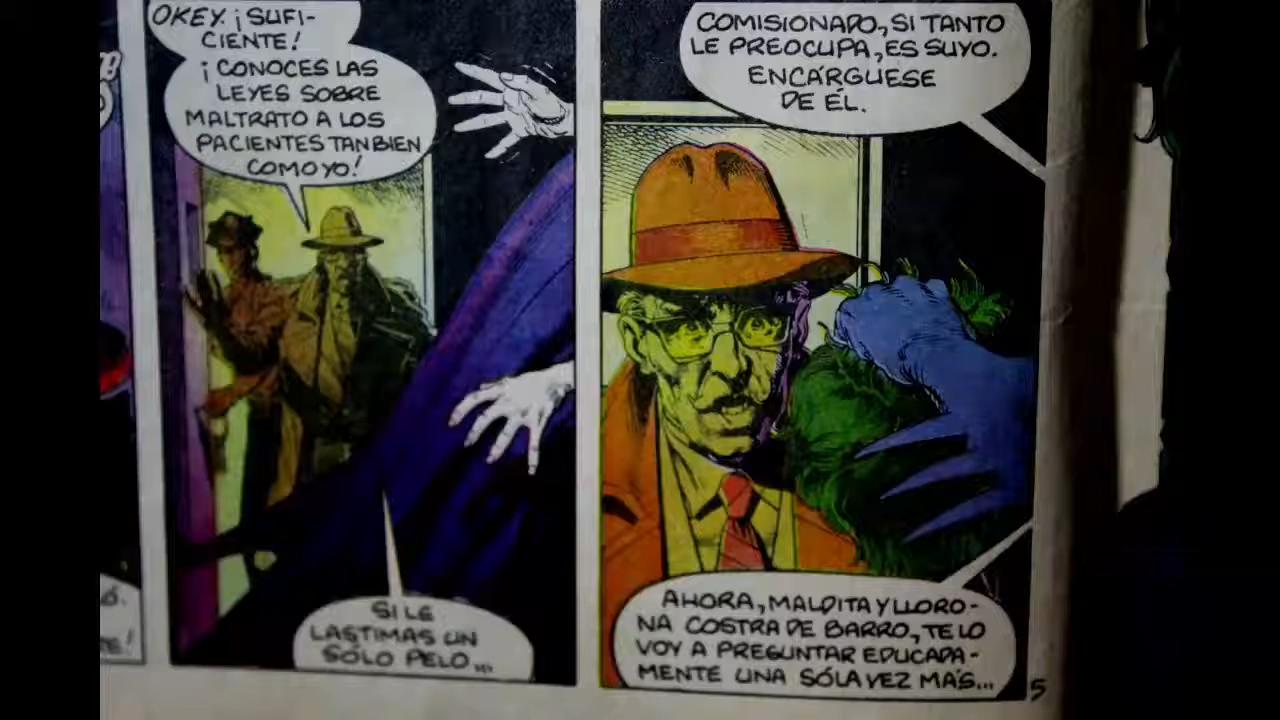 OKEY. ¡SUFI-
CIENTE!
¡CONOCES LAS
LEYES SOBRE
MALTRATO A LOS
PACIENTES TANBIEN
COMO YO!
SI LE
LASTIMAS UN
SÓLO PELO...
COMISIONADO, SI TANTO
LE PREOCUPA, ES SUYO.
ENCÁRGUESE
DE ÉL.
AHORA, MALDITA Y LLORO-
NA COSTRA DE BARRO, TE LO
VOY A PREGUNTAR EDUCADA-
MENTE UNA SÓLA VEZ MÁS...
5